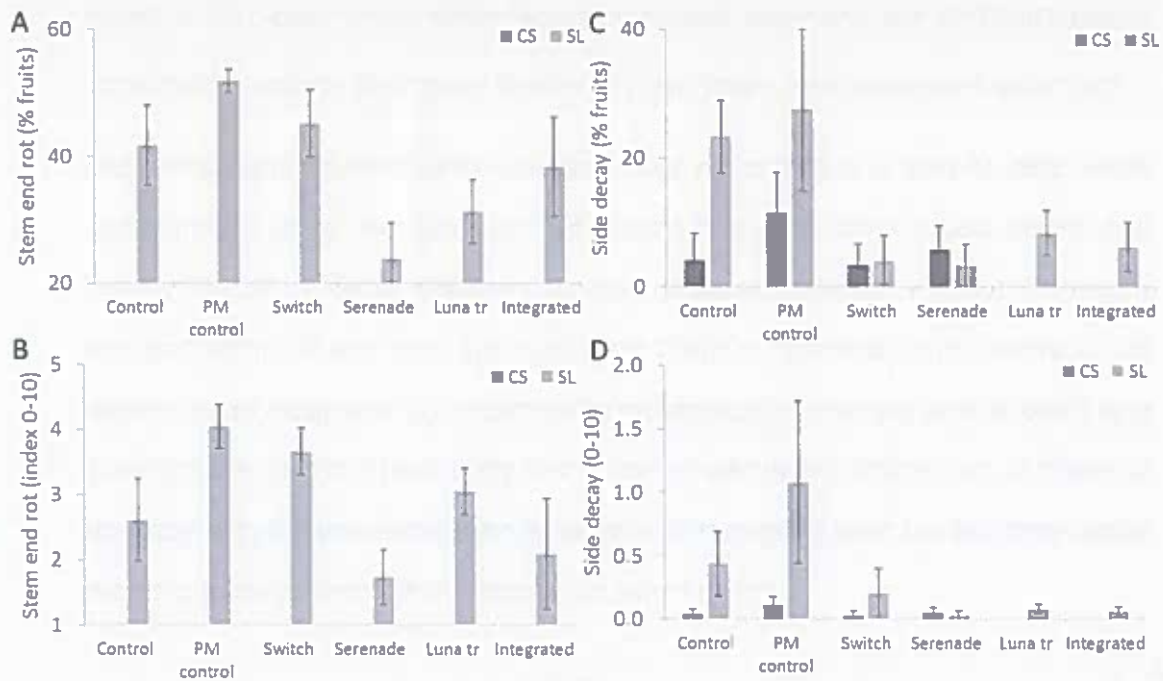 A
60
40
20
Stem end rot (% fruits)
CS SL
Control PM control Switch Serenade Luna tr Integrated
B
5
4
3
2
1
Stem end rot (index 0-10)
CS SL
Control PM control Switch Serenade Luna tr Integrated
C
40
20
0
Side decay (% fruits)
CS SL
Control PM control Switch Serenade Luna tr Integrated
D
2.0
1.5
1.0
0.5
0.0
Side decay (0-10)
CS SL
Control PM control Switch Serenade Luna tr Integrated